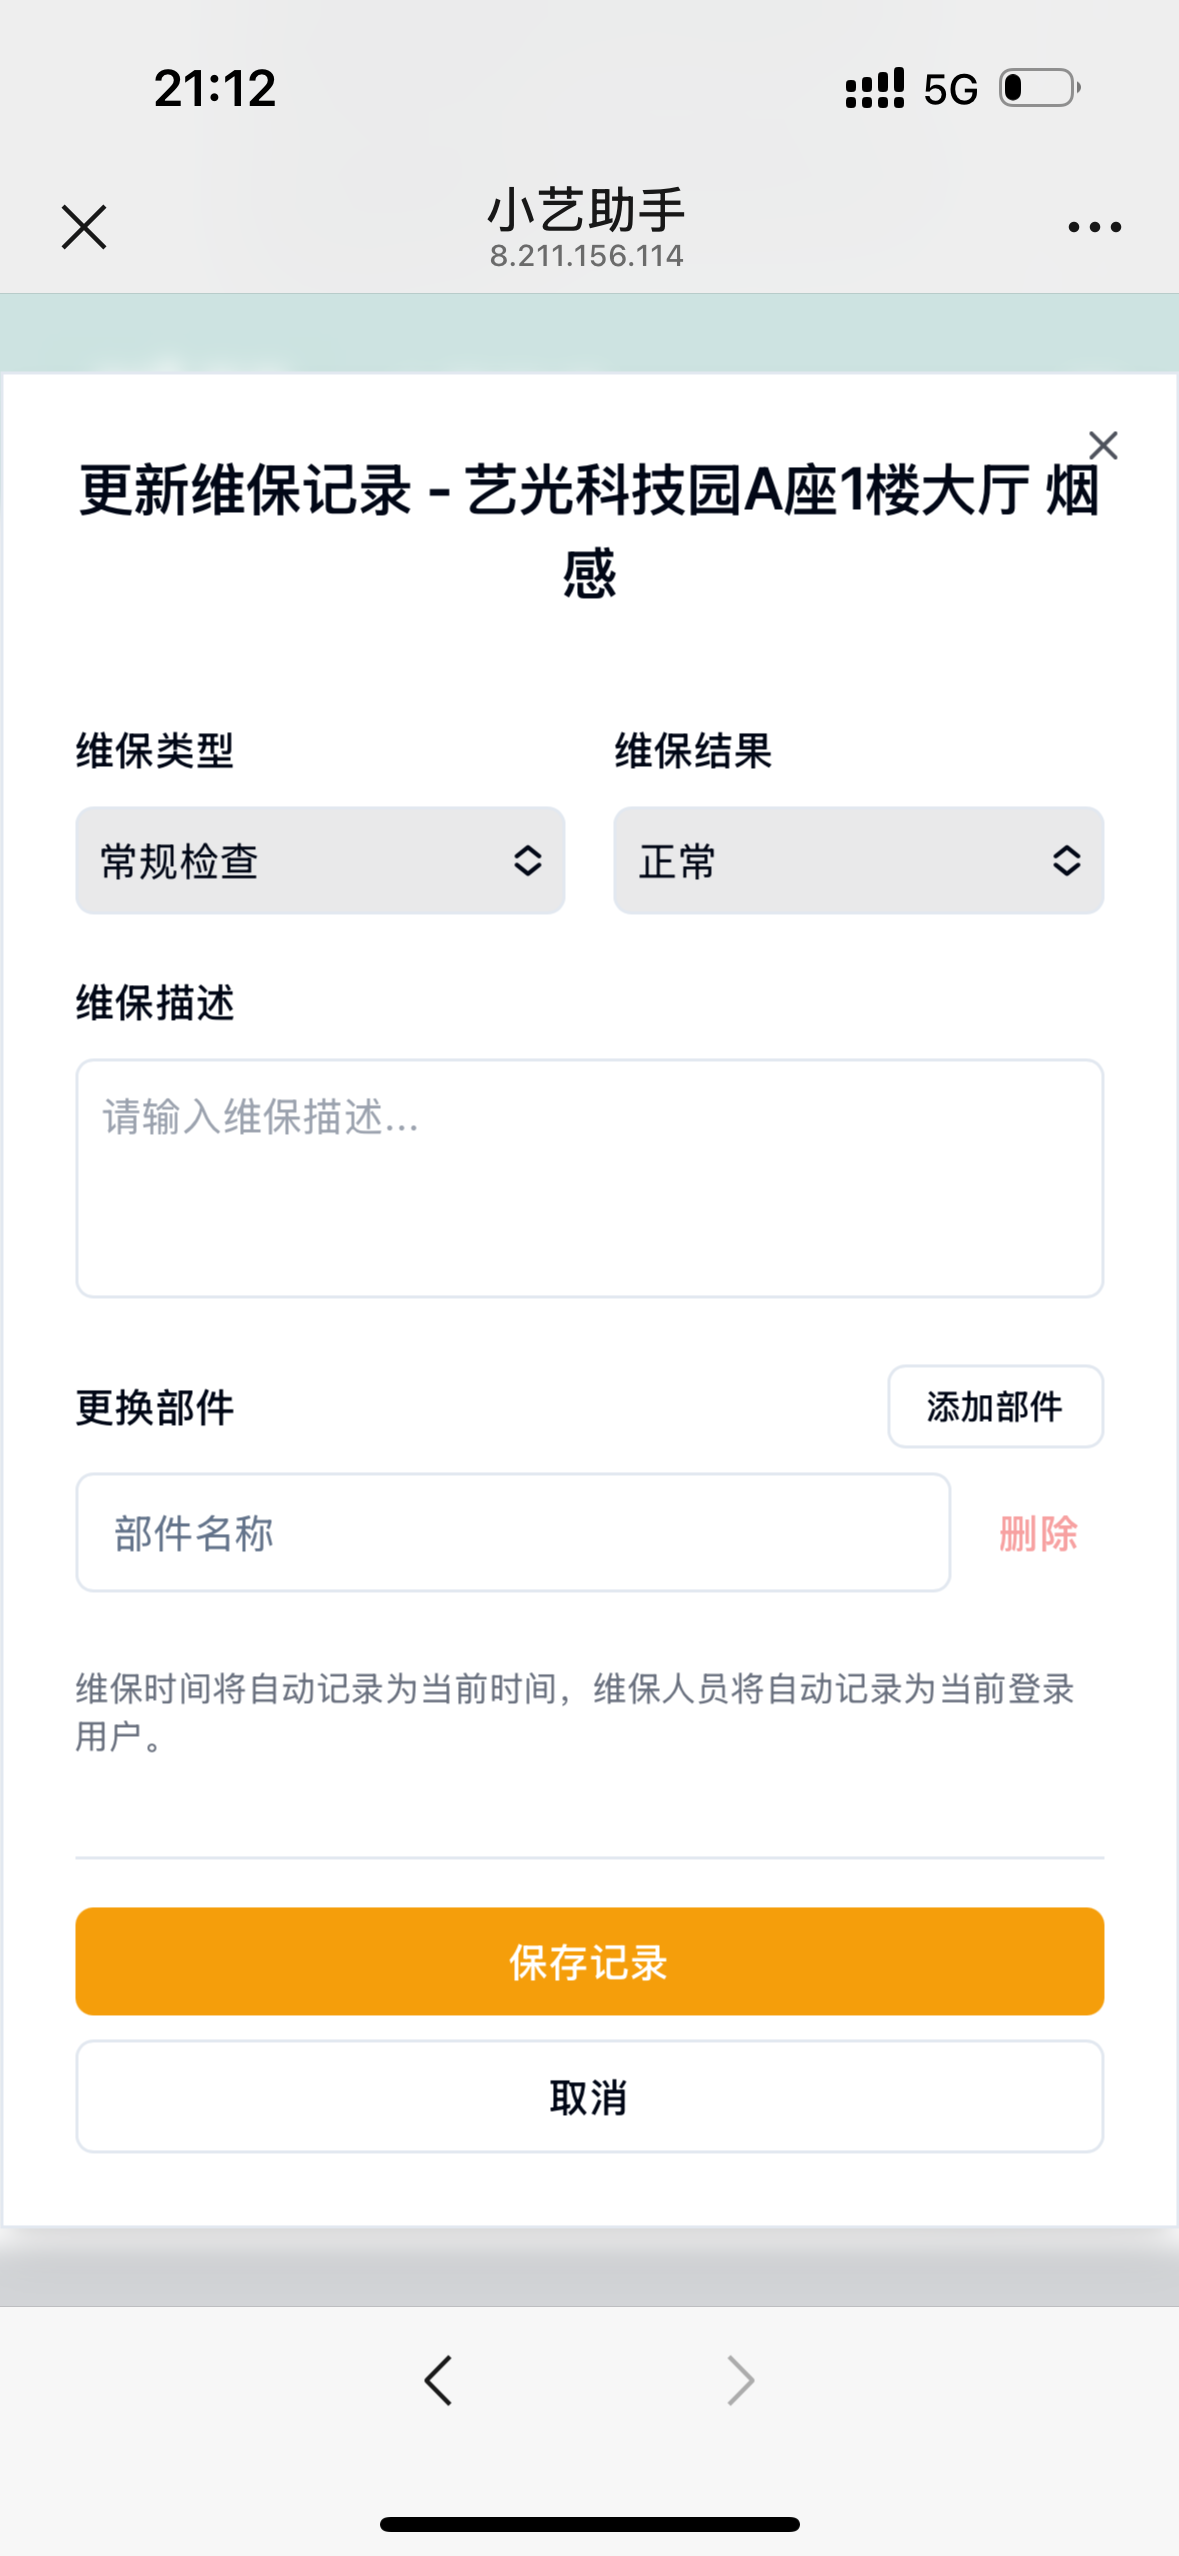 21:12
5G
小艺助手
8.211.156.114
更新维保记录 - 艺光科技园A座1楼大厅 烟
感
维保类型
维保结果
常规检查
正常
维保描述
请输入维保描述...
更换部件
添加部件
部件名称
删除
维保时间将自动记录为当前时间，维保人员将自动记录为当前登录
用户。
保存记录
取消